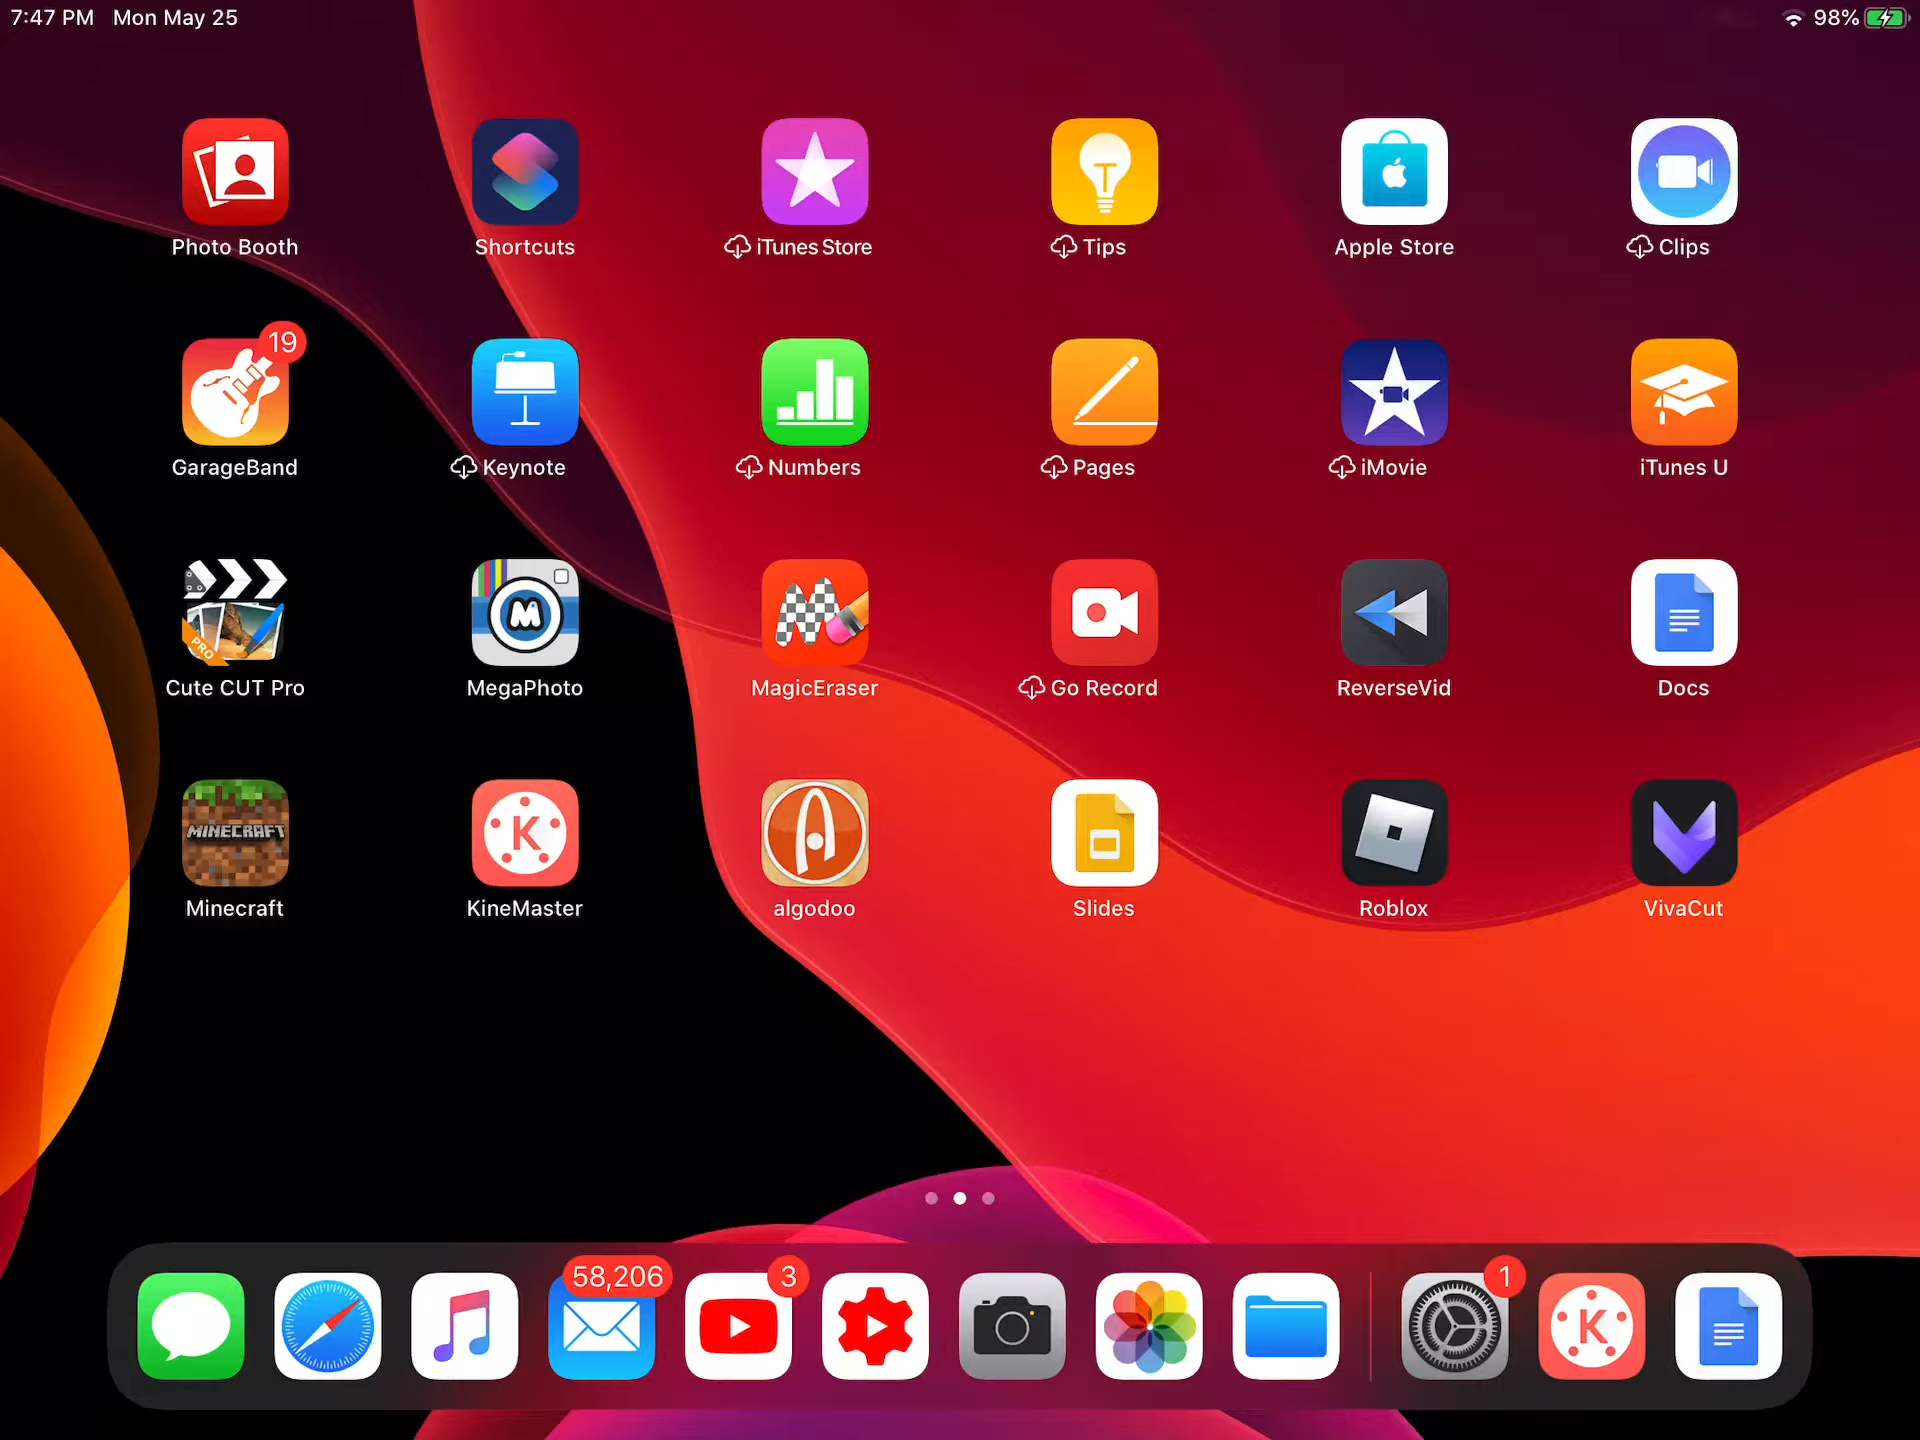 7:47 PM Mon May 25
98%
Photo Booth
Shortcuts
iTunes Store
Tips
Apple Store
Clips
19
GarageBand
Keynote
Numbers
Pages
iMovie
iTunes U
PRO
Cute CUT Pro
M
MegaPhoto
M
MagicEraser
Go Record
ReverseVid
Docs
MINECRAFT
Minecraft
K
KineMaster
algodoo
Slides
Roblox
VivaCut
58,206
3
1
K